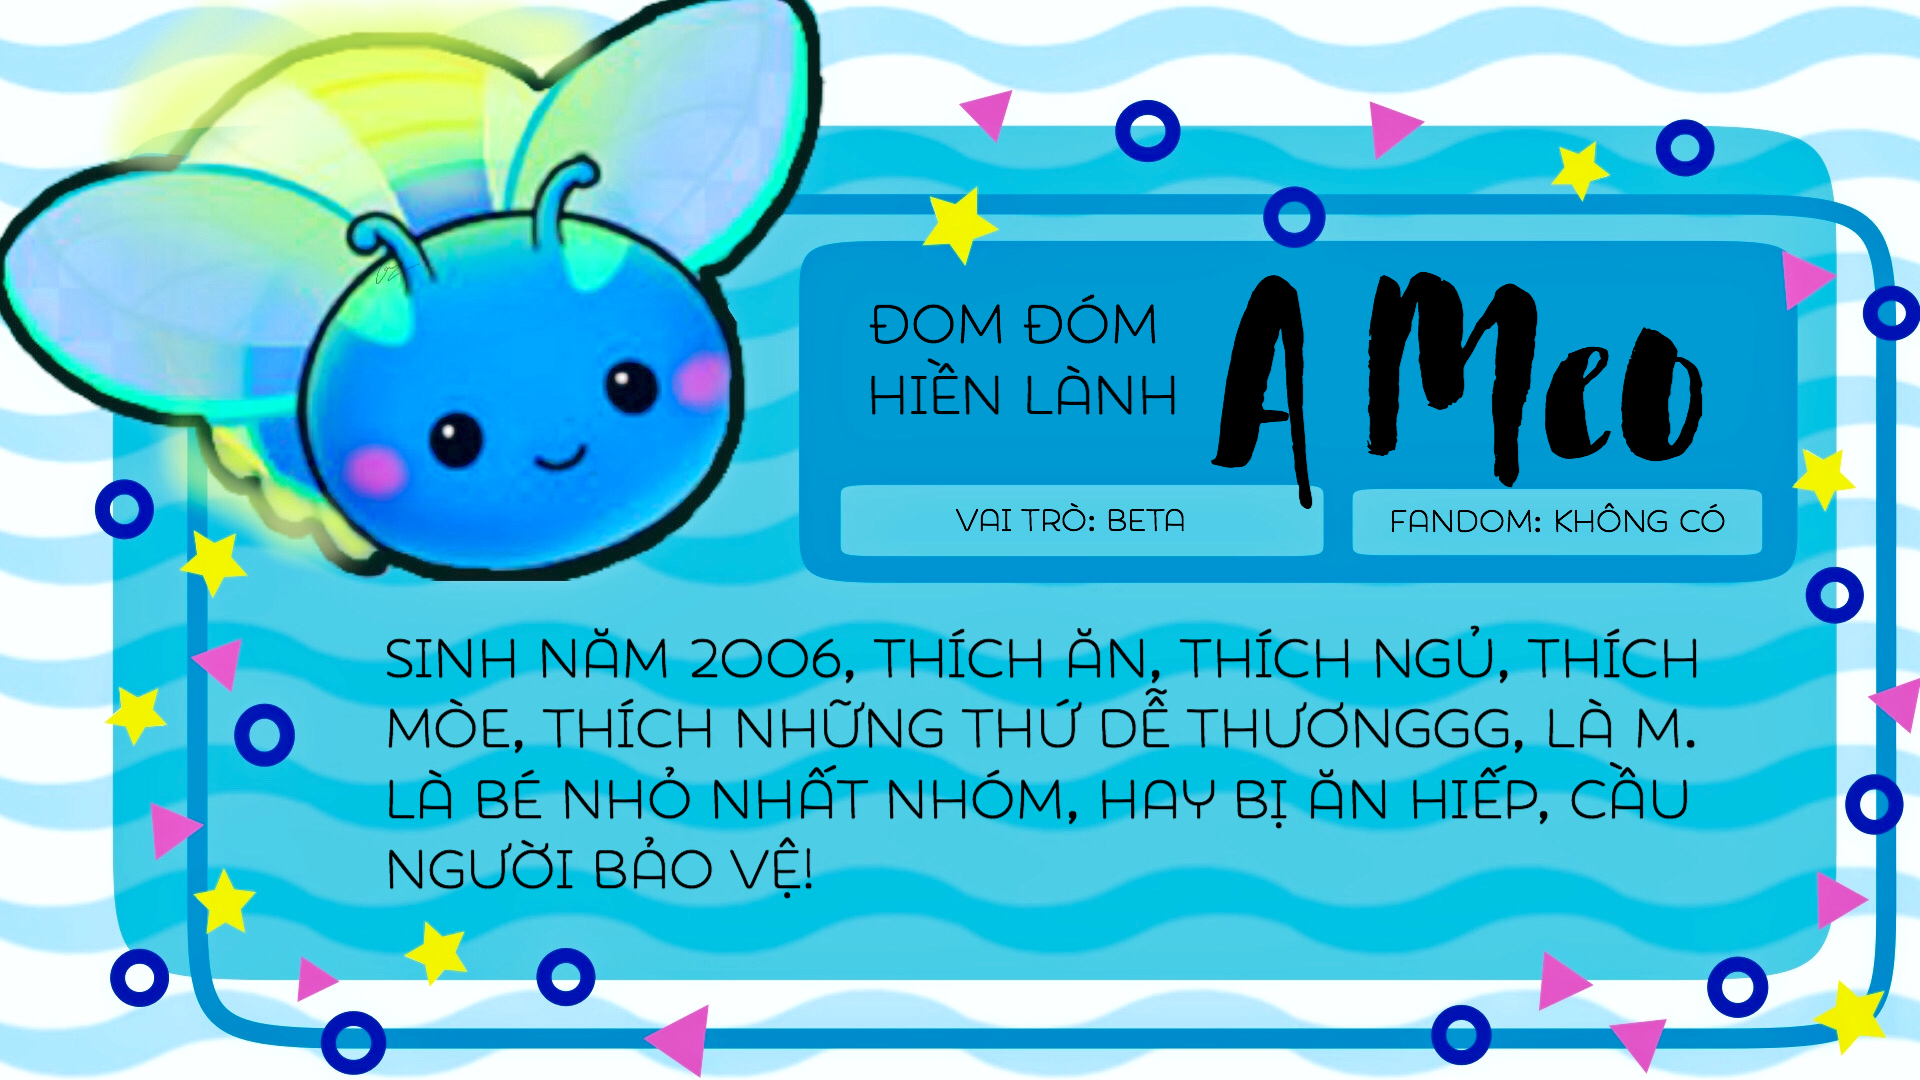 ĐOM ĐÓM
HIỀN LÀNH
A Meo
VAI TRÒ: BETA
FANDOM: KHÔNG CÓ
SINH NĂM 2006, THÍCH ĂN, THÍCH NGỦ, THÍCH
MÒE, THÍCH NHỮNG THỨ DỄ THƯƠNGGG, LÀ M.
LÀ BÉ NHỎ NHẤT NHÓM, HAY BỊ ĂN HIẾP, CẦU
NGƯỜI BẢO VỆ!